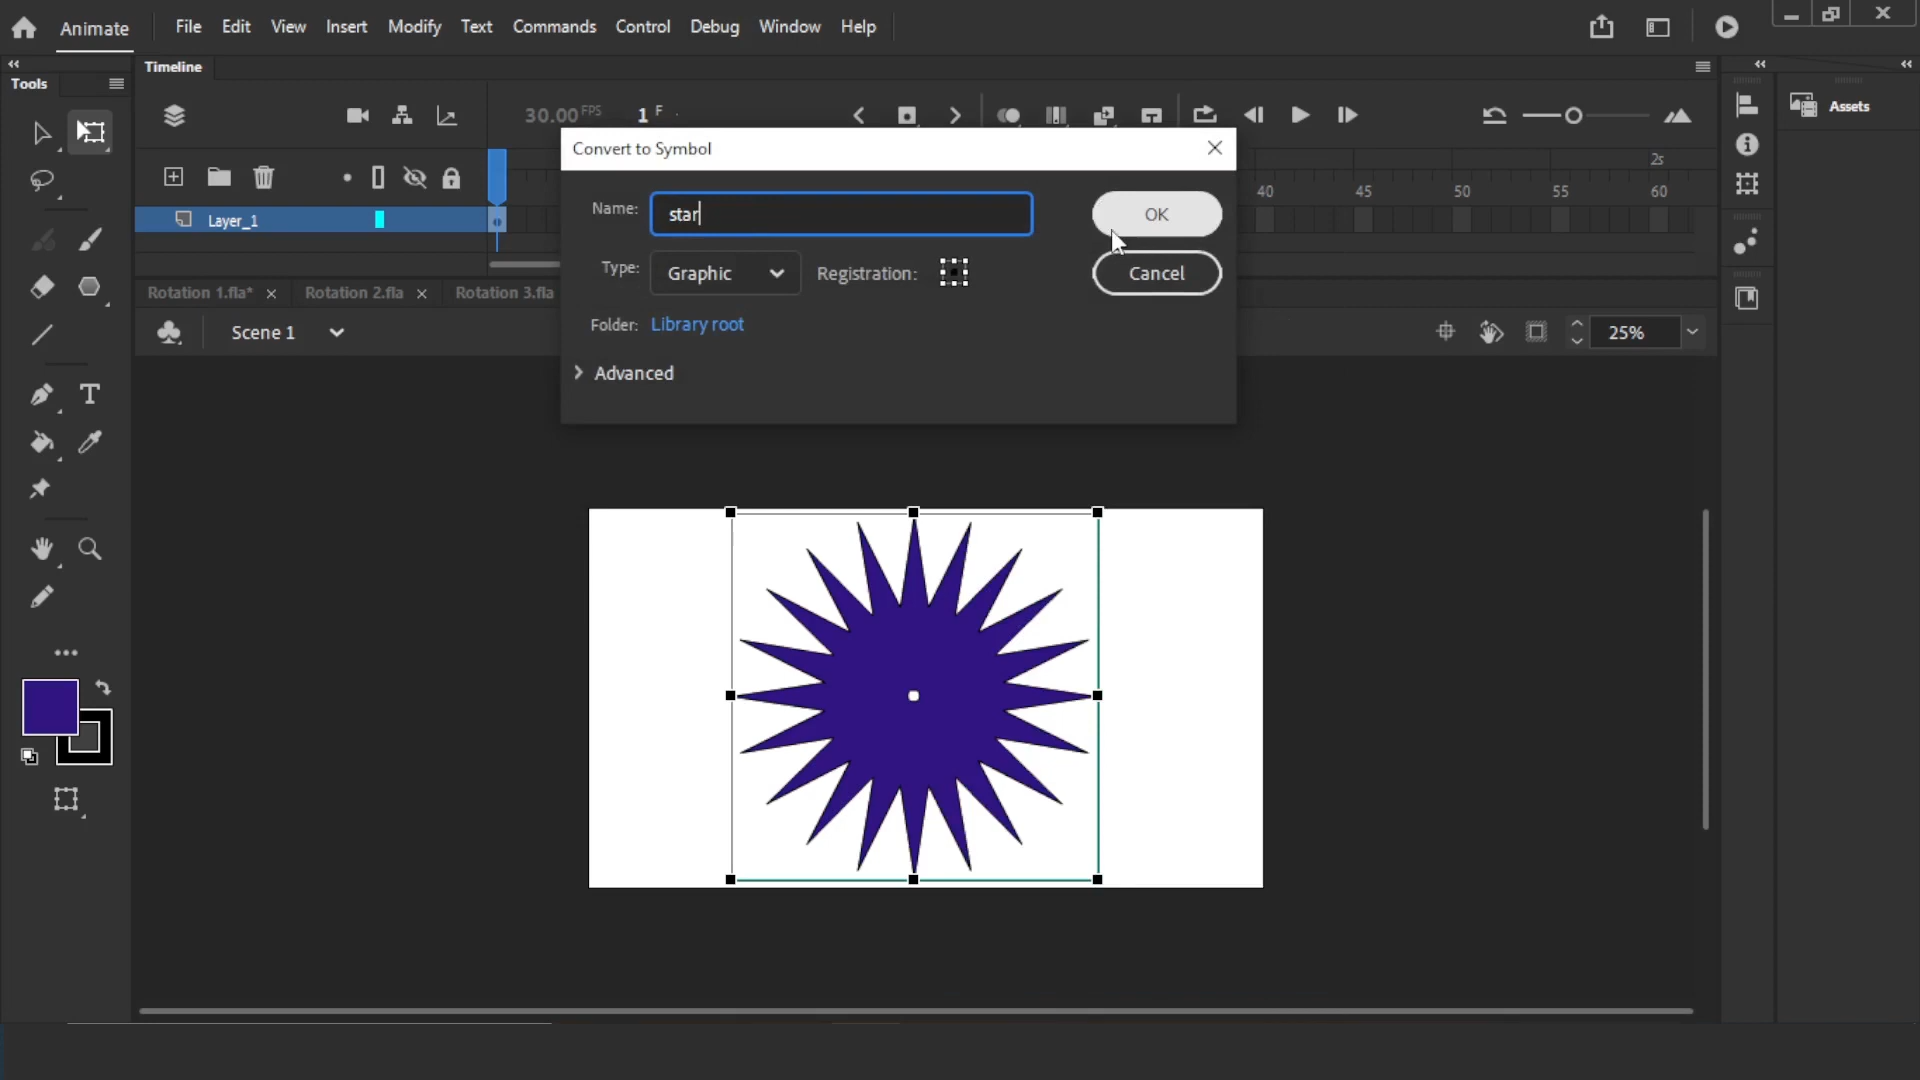 Animate File Edit View Insert Modify Text Commands Control Debug Window Help
Tools Timeline
30.00 FPS 1 F
Assets
Convert to Symbol
2s
40 45 50 55 60
Name: star OK
Layer_1
Type: Graphic Registration: Cancel
Rotation 1.fla* Rotation 2.fla Rotation 3.fla
Scene 1
Folder: Library root
25%
Advanced